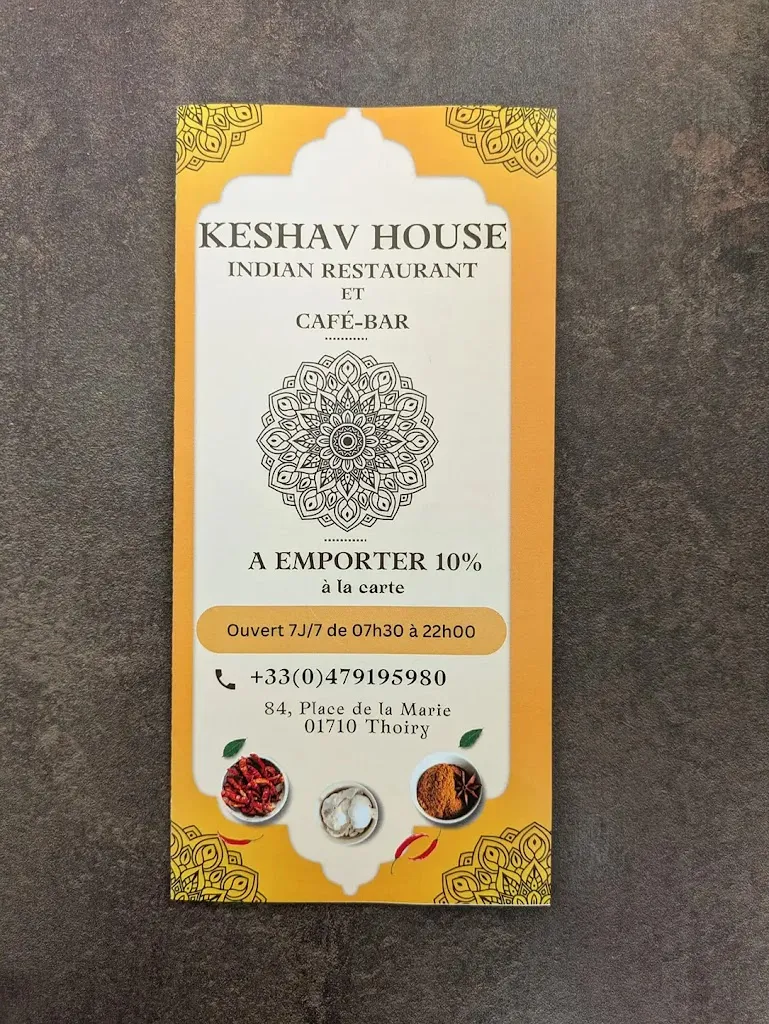 KESHAV HOUSE
INDIAN RESTAURANT
ET
CAFÉ-BAR
A EMPORTER 10%
à la carte
Ouvert 7J/7 de 07h30 à 22h00
+33(0)479195980
84, Place de la Marie
01710 Thoiry